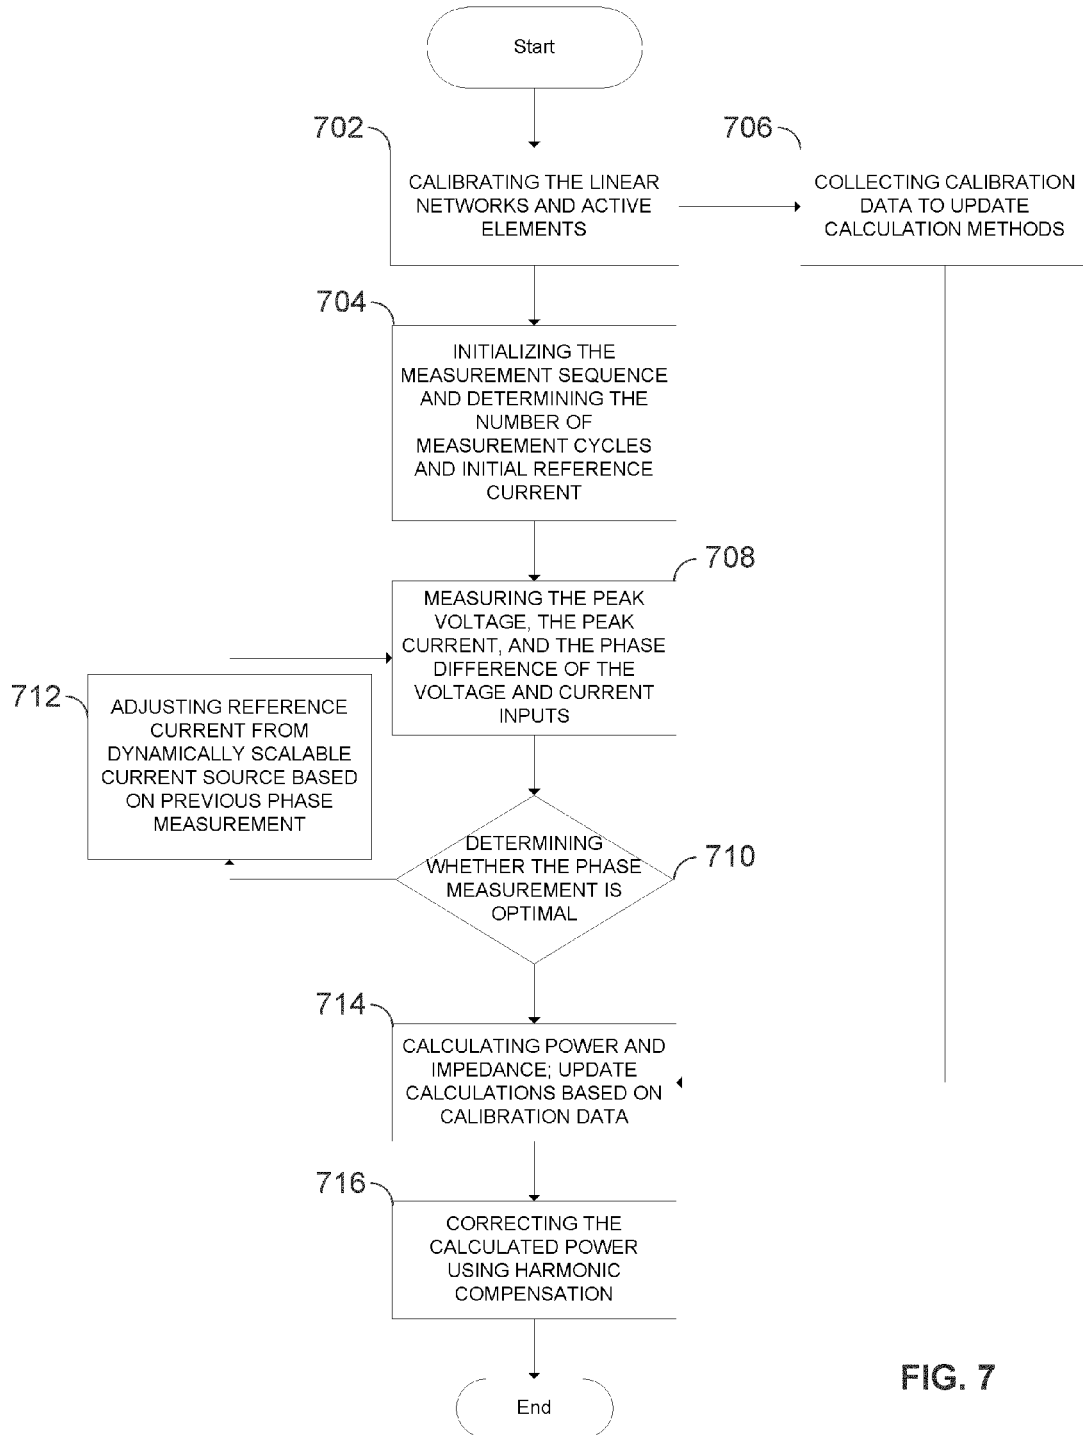 Start
702
CALIBRATING THE LINEAR
NETWORKS AND ACTIVE
ELEMENTS
706
COLLECTING CALIBRATION
DATA TO UPDATE
CALCULATION METHODS
704
INITIALIZING THE
MEASUREMENT SEQUENCE
AND DETERMINING THE
NUMBER OF
MEASUREMENT CYCLES
AND INITIAL REFERENCE
CURRENT
708
MEASURING THE PEAK
VOLTAGE, THE PEAK
CURRENT, AND THE PHASE
DIFFERENCE OF THE
VOLTAGE AND CURRENT
INPUTS
712
ADJUSTING REFERENCE
CURRENT FROM
DYNAMICALLY SCALABLE
CURRENT SOURCE BASED
ON PREVIOUS PHASE
MEASUREMENT
710
DETERMINING
WHETHER THE PHASE
MEASUREMENT IS
OPTIMAL
714
CALCULATING POWER AND
IMPEDANCE; UPDATE
CALCULATIONS BASED ON
CALIBRATION DATA
716
CORRECTING THE
CALCULATED POWER
USING HARMONIC
COMPENSATION
End
FIG. 7